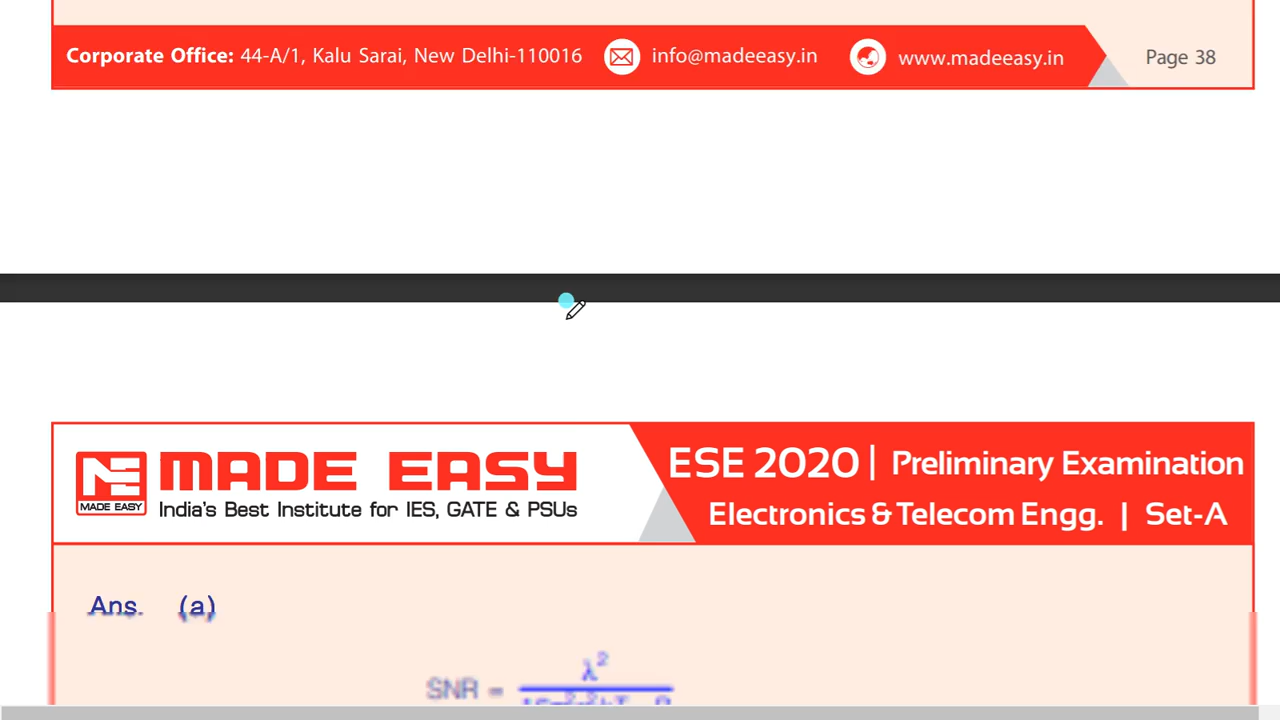 Corporate Office: 44-A/1, Kalu Sarai, New Delhi-110016 info@madeeasy.in www.madeeasy.in Page 38
MADE EASY
MADE EASY
India's Best Institute for IES, GATE & PSUs
ESE 2020 | Preliminary Examination
Electronics & Telecom Engg. | Set-A
Ans. (a)
SNR = λ²